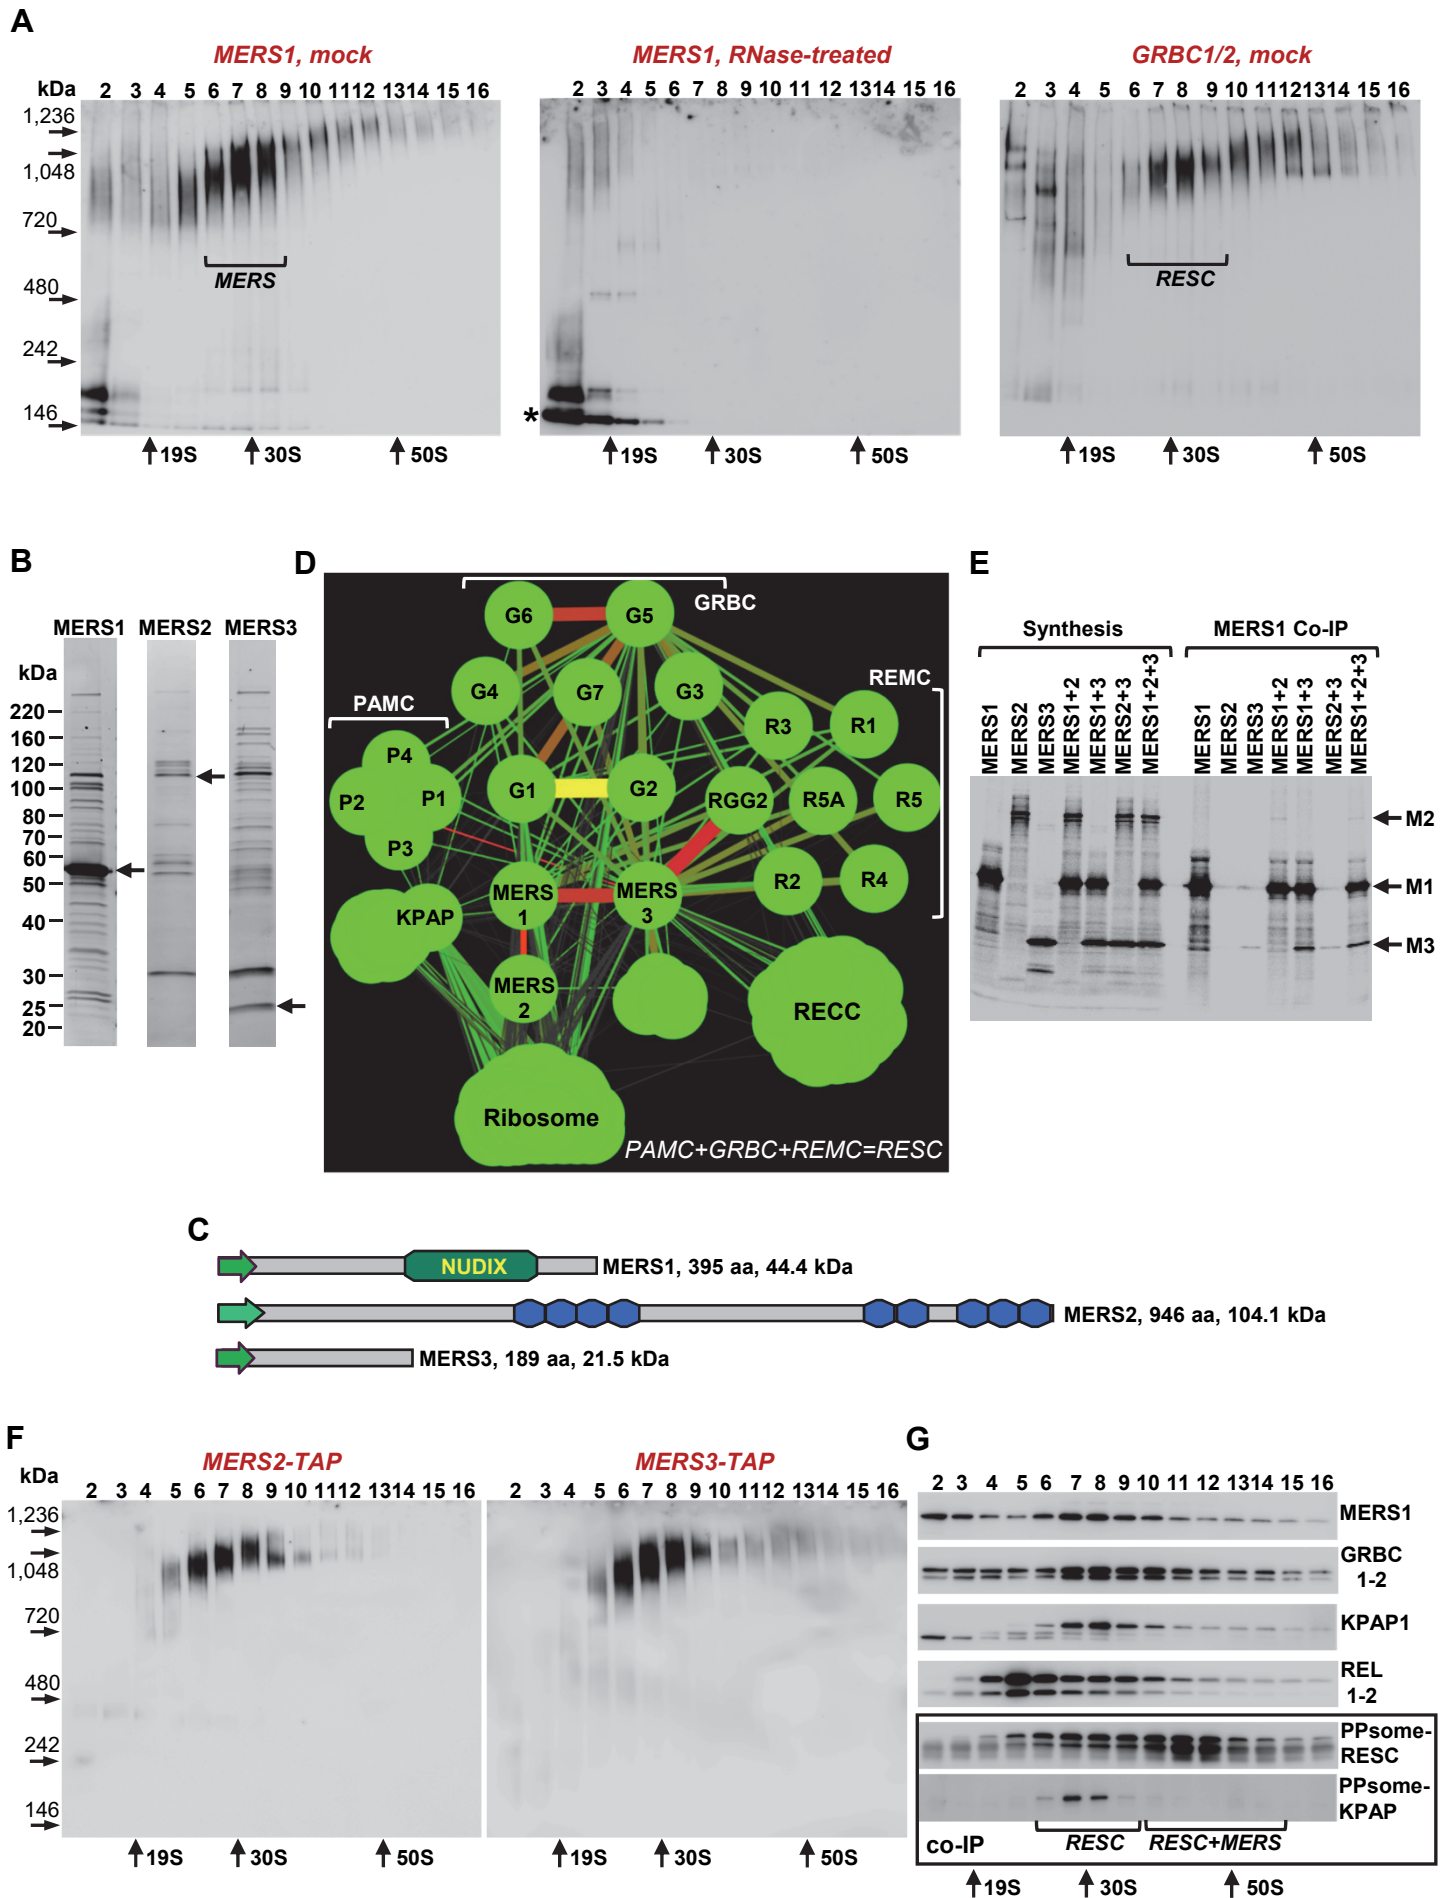 A
MERS1, mock
MERS1, RNase-treated
GRBC1/2, mock
kDa
2 3 4 5 6 7 8 9 10 11 12 13 14 15 16
2 3 4 5 6 7 8 9 10 11 12 13 14 15 16
2 3 4 5 6 7 8 9 10 11 12 13 14 15 16
1,236
1,048
720
480
242
146
MERS
*
RESC
19S 30S 50S
19S 30S 50S
19S 30S 50S
B
MERS1 MERS2 MERS3
kDa
220
160
120
100
80
70
60
50
40
30
25
20
D
GRBC
G6
G5
G4
G7
G3
REMC
PAMC
R3
R1
P4
P2
P1
P3
G1
G2
RGG2
R5A
R5
MERS
1
MERS
3
R2
R4
KPAP
MERS
2
RECC
Ribosome
PAMC+GRBC+REMC=RESC
E
Synthesis
MERS1 Co-IP
MERS1
MERS2
MERS3
MERS1+2
MERS1+3
MERS2+3
MERS1+2+3
MERS1
MERS2
MERS3
MERS1+2
MERS1+3
MERS2+3
MERS1+2+3
M2
M1
M3
C
NUDIX
MERS1, 395 aa, 44.4 kDa
MERS2, 946 aa, 104.1 kDa
MERS3, 189 aa, 21.5 kDa
F
MERS2-TAP
MERS3-TAP
kDa
2 3 4 5 6 7 8 9 10 11 12 13 14 15 16
2 3 4 5 6 7 8 9 10 11 12 13 14 15 16
1,236
1,048
720
480
242
146
19S 30S 50S
19S 30S 50S
G
2 3 4 5 6 7 8 9 10 11 12 13 14 15 16
MERS1
GRBC
1-2
KPAP1
REL
1-2
PPsome-
RESC
PPsome-
KPAP
co-IP
RESC
RESC+MERS
19S 30S 50S